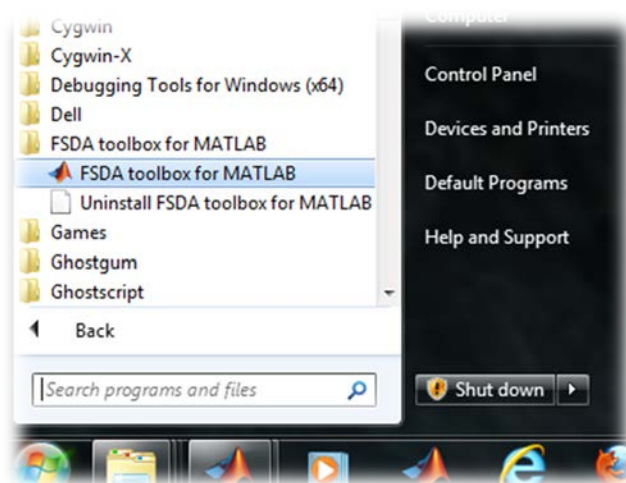 Cygwin
Cygwin-X
Debugging Tools for Windows (x64)
Dell
FSDA toolbox for MATLAB
FSDA toolbox for MATLAB
Uninstall FSDA toolbox for MATLAB
Games
Ghostgum
Ghostscript
Back
Search programs and files
Computer
Control Panel
Devices and Printers
Default Programs
Help and Support
Shut down